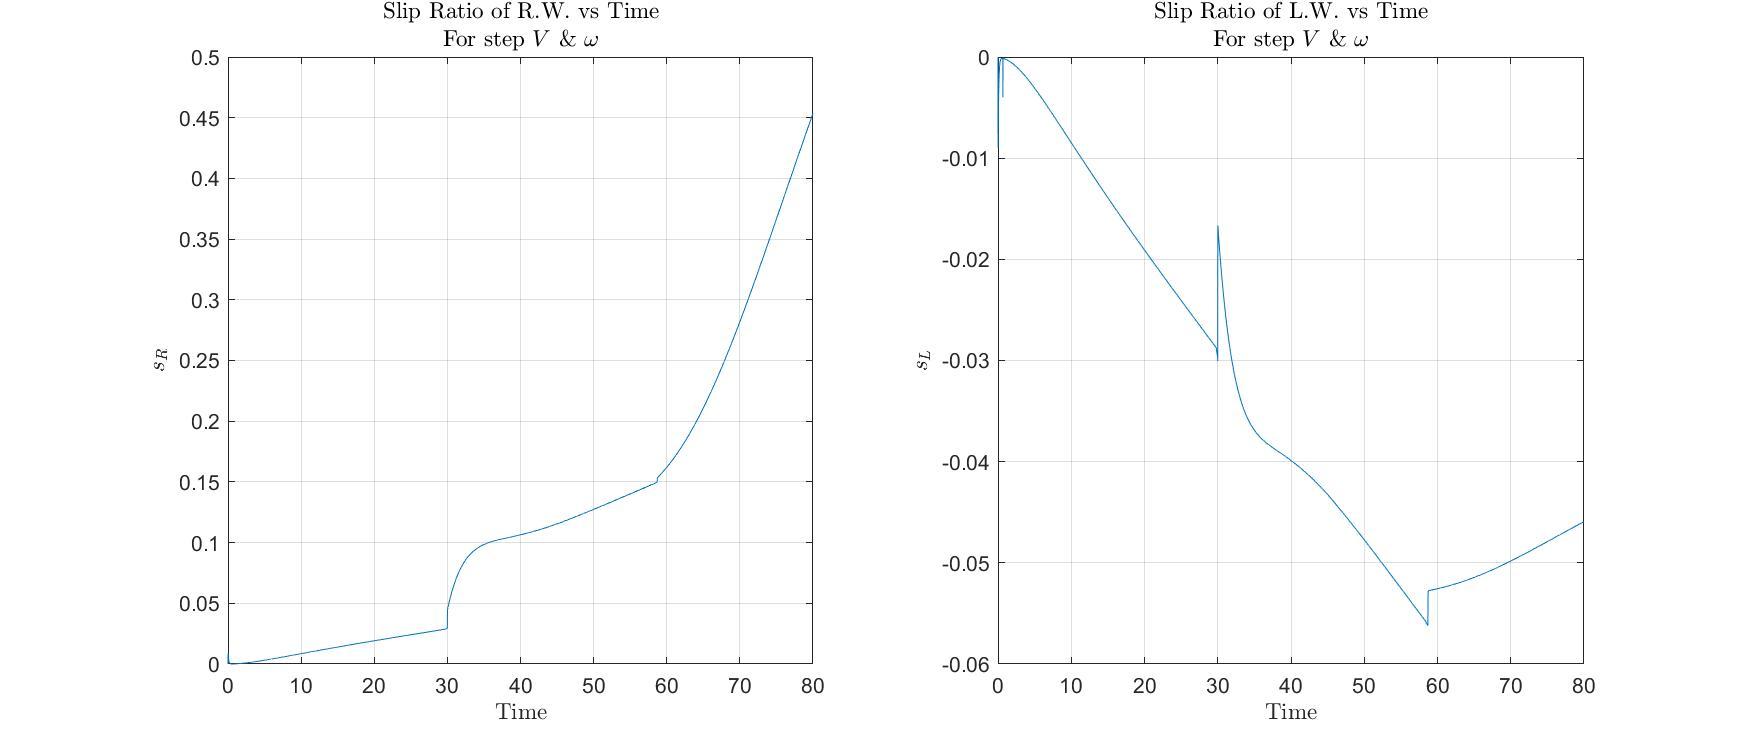 Slip Ratio of R.W. vs Time
For step V & ω
0.5
0.45
0.4
0.35
0.3
0.25
0.2
0.15
0.1
0.05
0
s_R
0 10 20 30 40 50 60 70 80
Time
Slip Ratio of L.W. vs Time
For step V & ω
0
-0.01
-0.02
-0.03
-0.04
-0.05
-0.06
s_L
0 10 20 30 40 50 60 70 80
Time